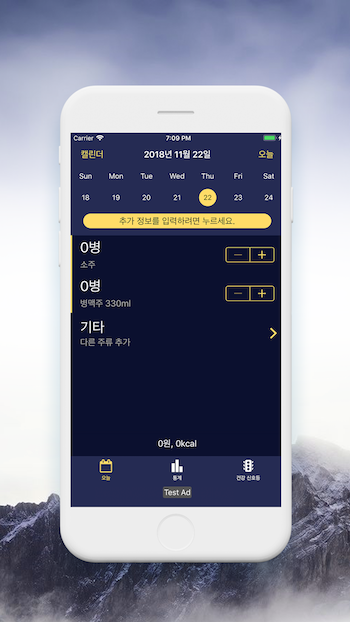 Carrier 7:09 PM
캘린더 2018년 11월 22일 오늘
Sun Mon Tue Wed Thu Fri Sat
18 19 20 21 22 23 24
추가 정보를 입력하려면 누르세요.
0병
소주
0병
병맥주 330ml
기타
다른 주류 추가
0원, 0kcal
오늘 통계 건강 신호등
Test Ad